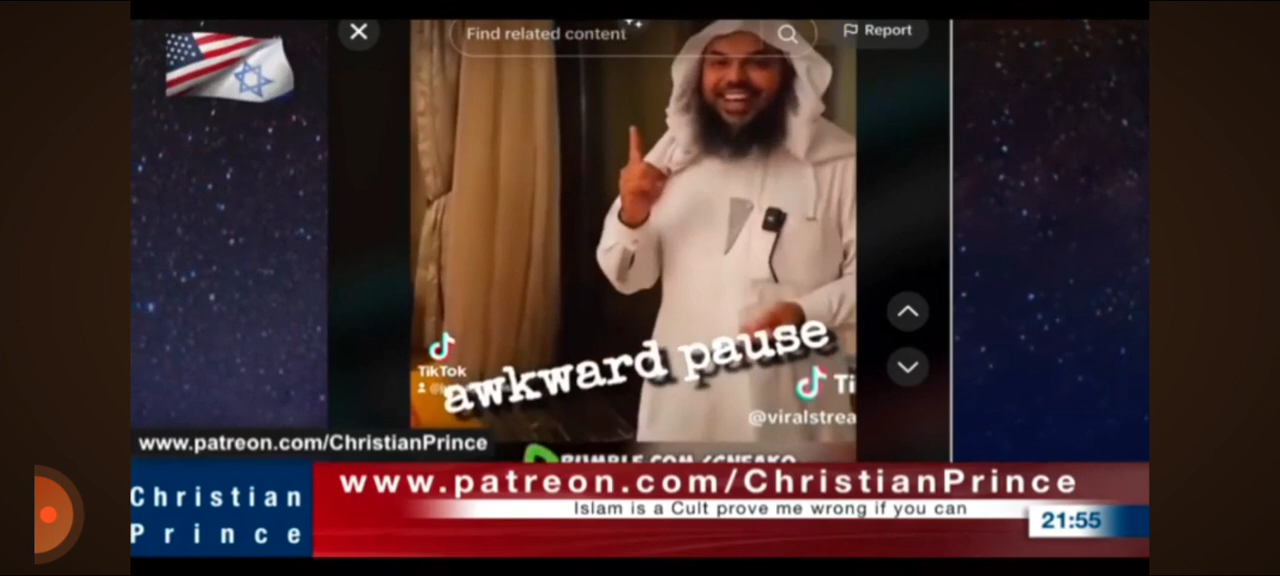 Find related content
Report
awkward pause
TikTok
Ti
@viralstrea
www.patreon.com/ChristianPrince
www.patreon.com/ChristianPrince
Christian
Prince
Islam is a Cult prove me wrong if you can
21:55